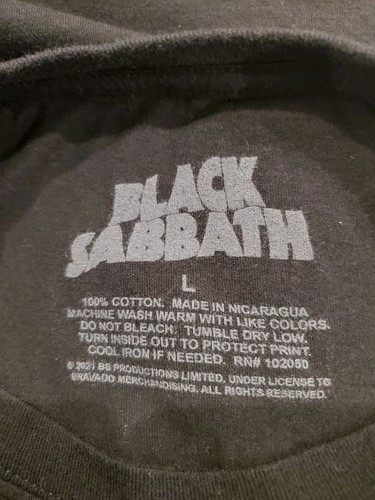 BLACK
SABBATH
L
100% COTTON. MADE IN NICARAGUA
MACHINE WASH WARM WITH LIKE COLORS.
DO NOT BLEACH. TUMBLE DRY LOW.
TURN INSIDE OUT TO PROTECT PRINT.
COOL IRON IF NEEDED. RN# 102050
© 2021 BS PRODUCTIONS LIMITED. UNDER LICENSE TO
BRAVADO MERCHANDISING. ALL RIGHTS RESERVED.